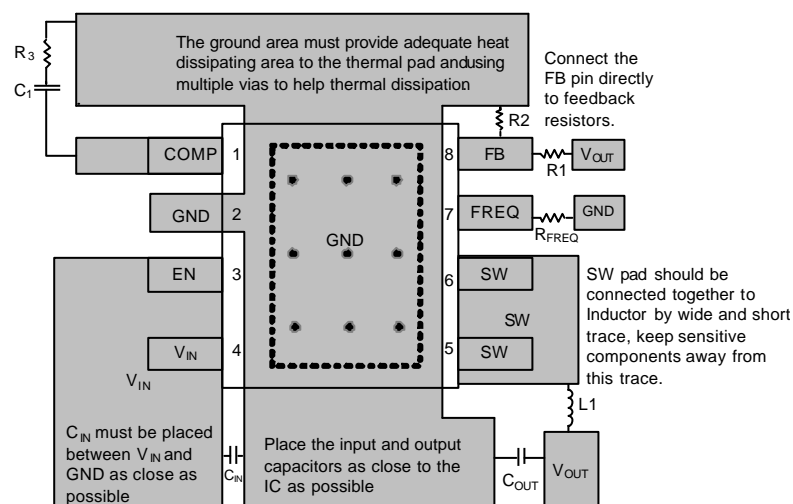 The ground area must provide adequate heat
dissipating area to the thermal pad andusing
multiple vias to help thermal dissipation.
R3
C1
Connect the
FB pin directly
to feedback
resistors.
R2
COMP 1
8 FB
R1
VOUT
GND 2
7 FREQ
RFREQ
GND
GND
EN 3
6 SW
SW
VIN 4
5 SW
VIN
SW pad should be
connected together to
Inductor by wide and short
trace, keep sensitive
components away from
this trace.
L1
CIN must be placed
between VIN and
GND as close as
possible
CIN
Place the input and output
capacitors as close to the
IC as possible
COUT
VOUT